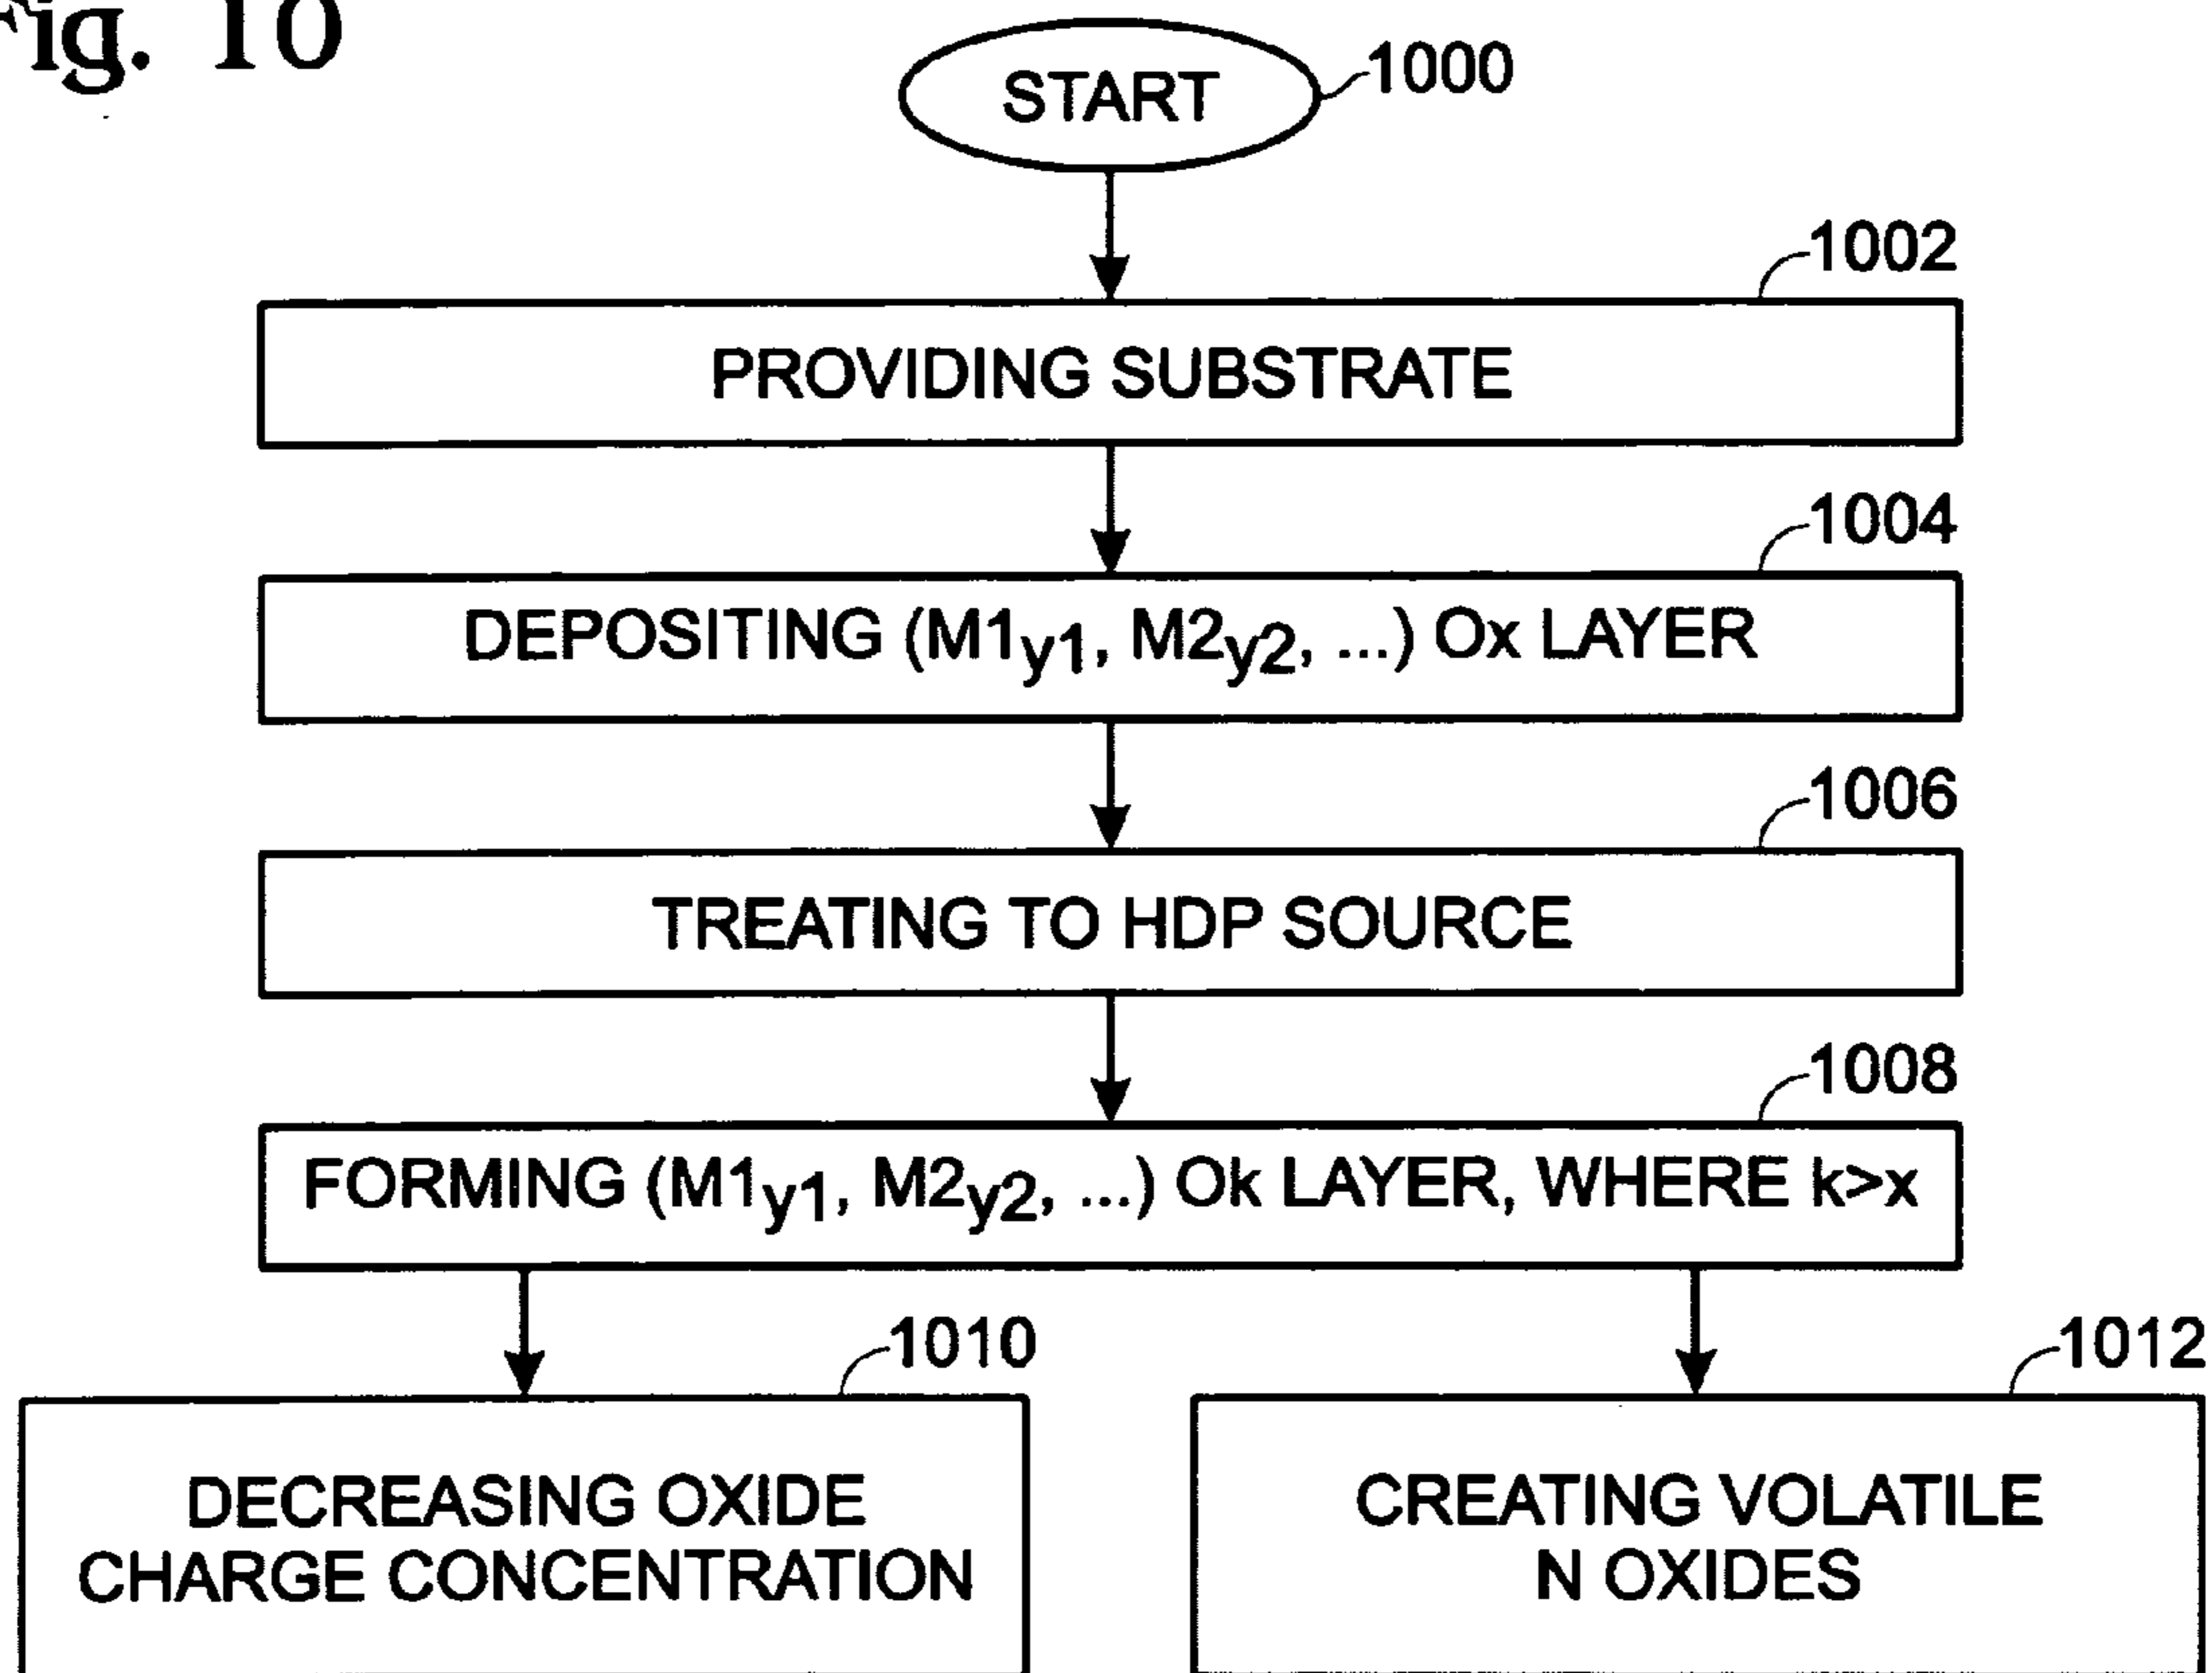 Fig. 10
START
1000
1002
PROVIDING SUBSTRATE
1004
DEPOSITING (M1y1, M2y2, ...) Ox LAYER
1006
TREATING TO HDP SOURCE
1008
FORMING (M1y1, M2y2, ...) Ok LAYER, WHERE k>x
1010
DECREASING OXIDE
CHARGE CONCENTRATION
1012
CREATING VOLATILE
N OXIDES